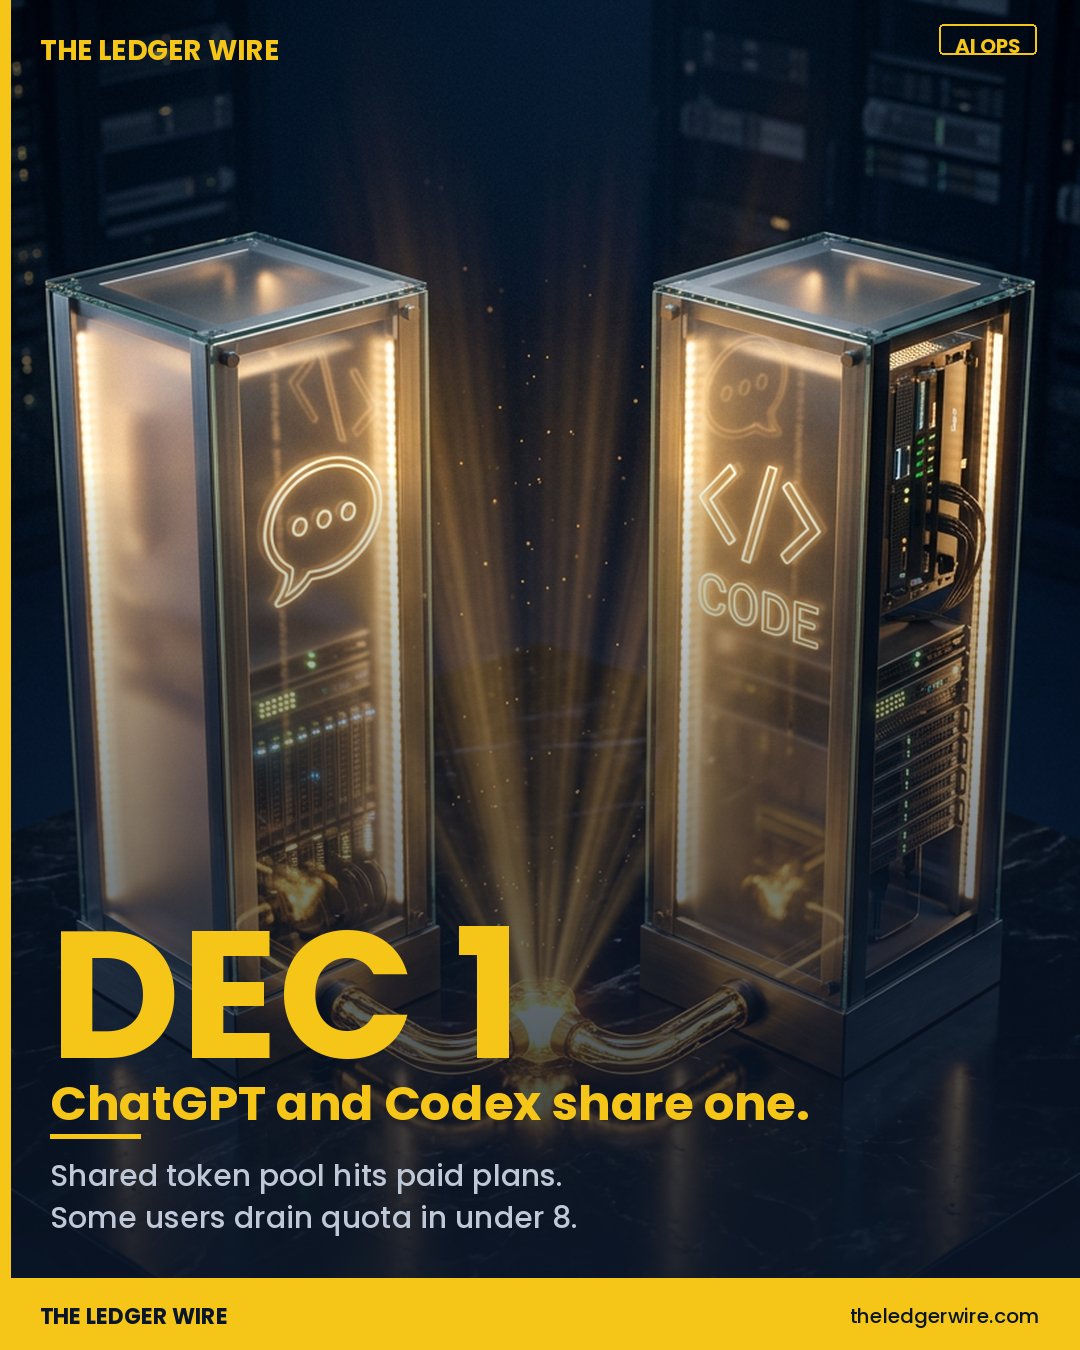 THE LEDGER WIRE
AI OPS
</>
CODE
DEC 1
ChatGPT and Codex share one.
Shared token pool hits paid plans.
Some users drain quota in under 8.
THE LEDGER WIRE
theledgerwire.com